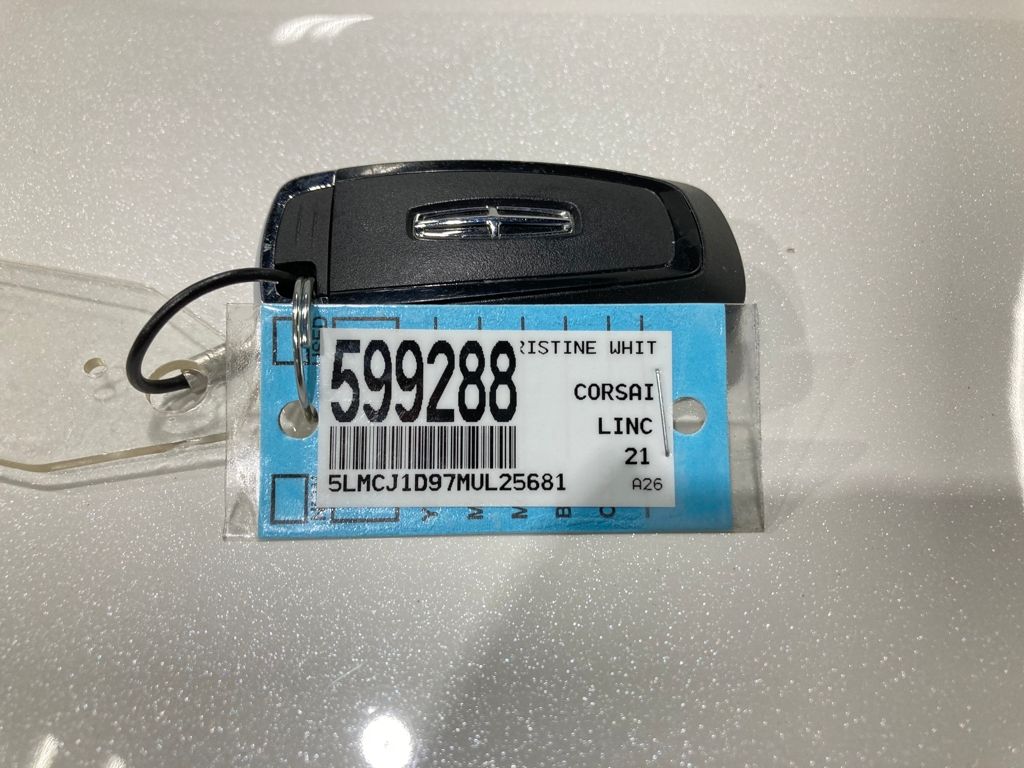 599288
RISTINE WHIT
CORSAI
LINC
21
5LMCJ1D97MUL25681
A26